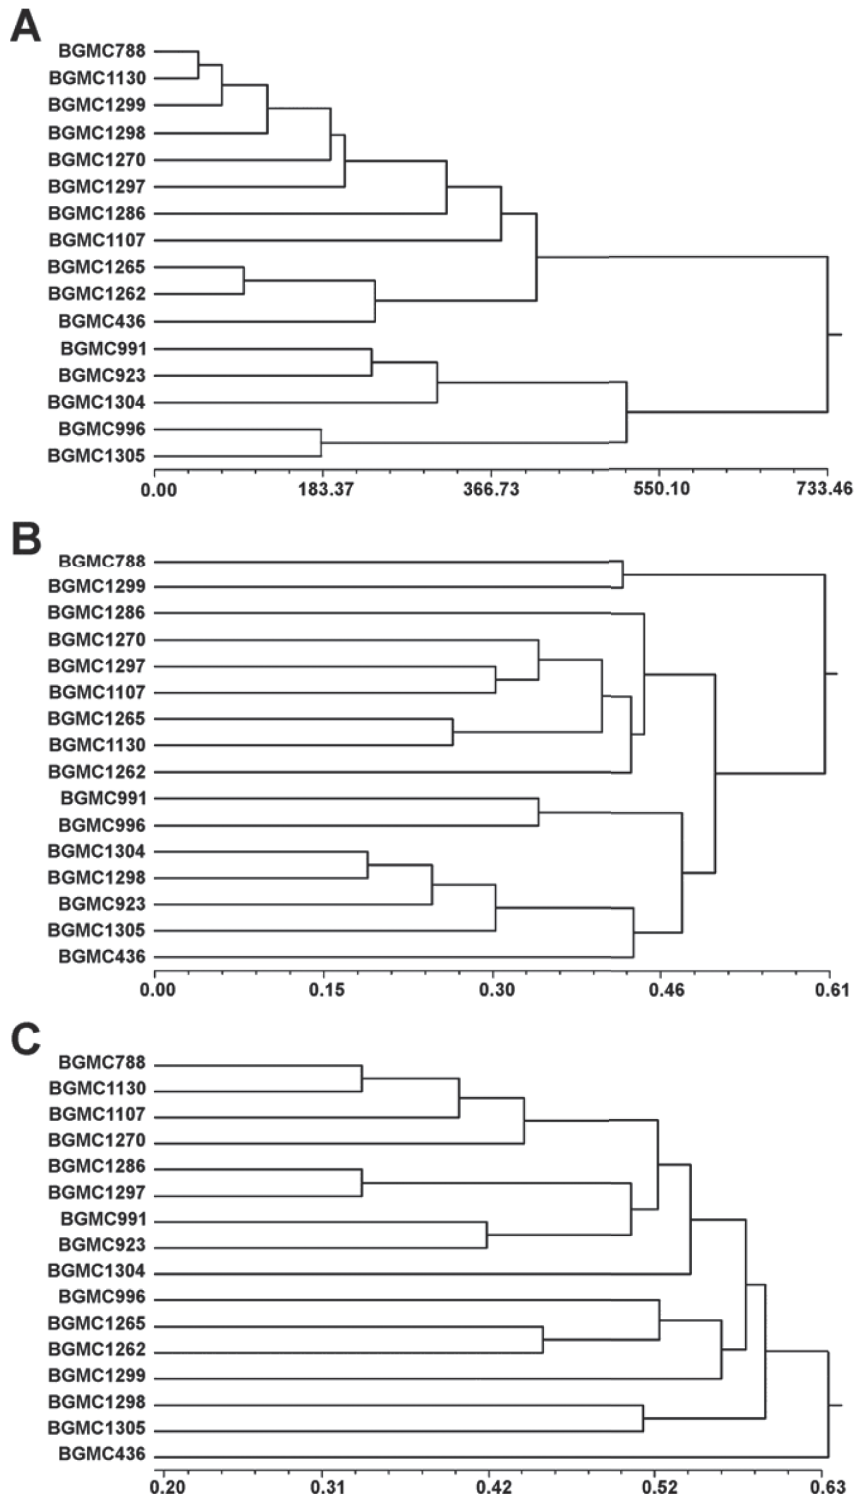 A
BGMC788
BGMC1130
BGMC1299
BGMC1298
BGMC1270
BGMC1297
BGMC1286
BGMC1107
BGMC1265
BGMC1262
BGMC436
BGMC991
BGMC923
BGMC1304
BGMC996
BGMC1305
0.00 183.37 366.73 550.10 733.46
B
BGMC788
BGMC1299
BGMC1286
BGMC1270
BGMC1297
BGMC1107
BGMC1265
BGMC1130
BGMC1262
BGMC991
BGMC996
BGMC1304
BGMC1298
BGMC923
BGMC1305
BGMC436
0.00 0.15 0.30 0.46 0.61
C
BGMC788
BGMC1130
BGMC1107
BGMC1270
BGMC1286
BGMC1297
BGMC991
BGMC923
BGMC1304
BGMC996
BGMC1265
BGMC1262
BGMC1299
BGMC1298
BGMC1305
BGMC436
0.20 0.31 0.42 0.52 0.63